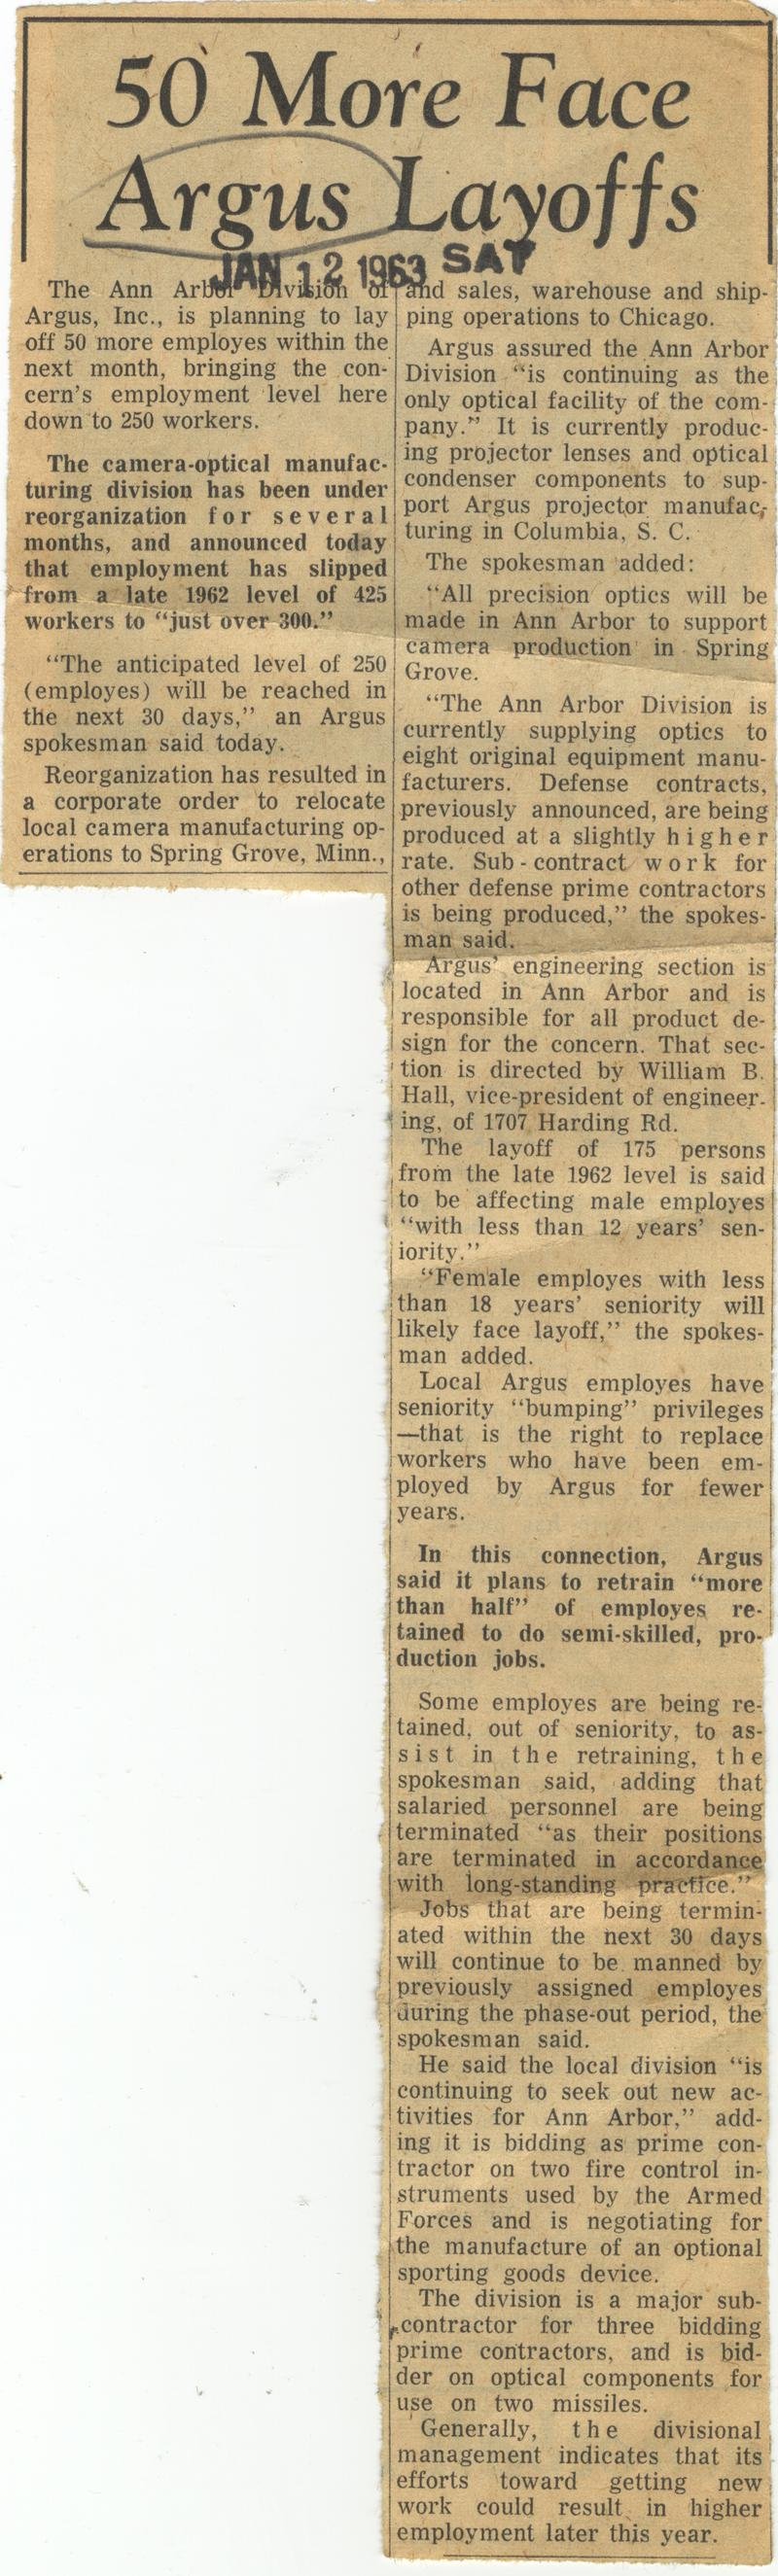 50 More Face
Argus Layoffs
JAN 12 1963 SAT
The Ann Arbor Division of
Argus, Inc., is planning to lay
off 50 more employes within the
next month, bringing the con-
cern's employment level here
down to 250 workers.
The camera-optical manufac-
turing division has been under
reorganization for several
months, and announced today
that employment has slipped
from a late 1962 level of 425
workers to "just over 300."
"The anticipated level of 250
(employes) will be reached in
the next 30 days," an Argus
spokesman said today.
Reorganization has resulted in
a corporate order to relocate
local camera manufacturing op-
erations to Spring Grove, Minn.,
and sales, warehouse and ship-
ping operations to Chicago.
Argus assured the Ann Arbor
Division "is continuing as the
only optical facility of the com-
pany." It is currently produc-
ing projector lenses and optical
condenser components to sup-
port Argus projector manufac-
turing in Columbia, S. C.
The spokesman added:
"All precision optics will be
made in Ann Arbor to support
camera production in Spring
Grove.
"The Ann Arbor Division is
currently supplying optics to
eight original equipment manu-
facturers. Defense contracts,
previously announced, are being
produced at a slightly higher
rate. Sub-contract work for
other defense prime contractors
is being produced," the spokes-
man said.
Argus' engineering section is
located in Ann Arbor and is
responsible for all product de-
sign for the concern. That sec-
tion is directed by William B.
Hall, vice-president of engineer-
ing, of 1707 Harding Rd.
The layoff of 175 persons
from the late 1962 level is said
to be affecting male employes
"with less than 12 years' sen-
iority."
"Female employes with less
than 18 years' seniority will
likely face layoff," the spokes-
man added.
Local Argus employes have
seniority "bumping" privileges
—that is the right to replace
workers who have been em-
ployed by Argus for fewer
years.
In this connection, Argus
said it plans to retrain "more
than half" of employes re-
tained to do semi-skilled, pro-
duction jobs.
Some employes are being re-
tained, out of seniority, to as-
sist in the retraining, the
spokesman said, adding that
salaried personnel are being
terminated "as their positions
are terminated in accordance
with long-standing practice."
Jobs that are being termin-
ated within the next 30 days
will continue to be manned by
previously assigned employes
during the phase-out period, the
spokesman said.
He said the local division "is
continuing to seek out new ac-
tivities for Ann Arbor," add-
ing it is bidding as prime con-
tractor on two fire control in-
struments used by the Armed
Forces and is negotiating for
the manufacture of an optional
sporting goods device.
The division is a major sub-
contractor for three bidding
prime contractors, and is bid-
der on optical components for
use on two missiles.
Generally, the divisional
management indicates that its
efforts toward getting new
work could result in higher
employment later this year.